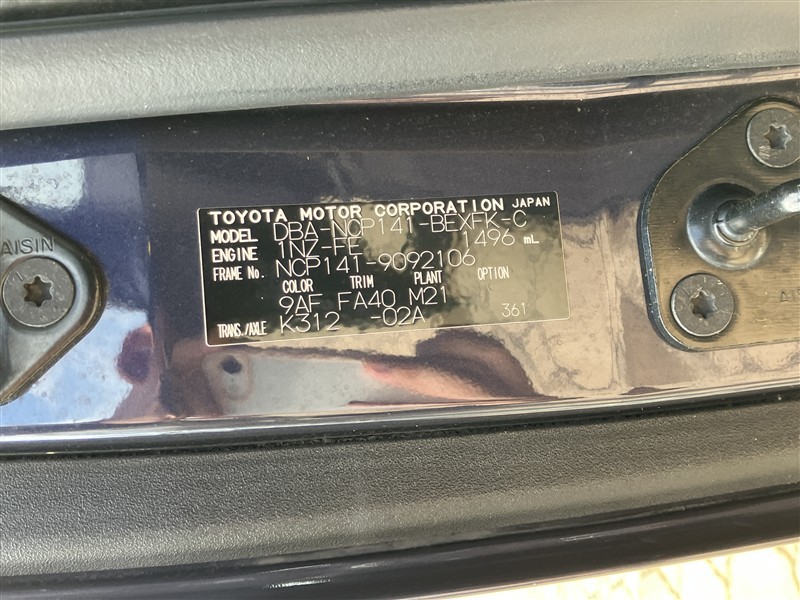 TOYOTA MOTOR CORPORATION JAPAN
MODEL DBA-NCP141-BEXFK-C
ENGINE 1NZ-FE 1496 mL
FRAME No. NCP141-9092106
COLOR TRIM PLANT OPTION
9AF FA40 M21
TRANS./AXLE K312 -02A 361
AISIN